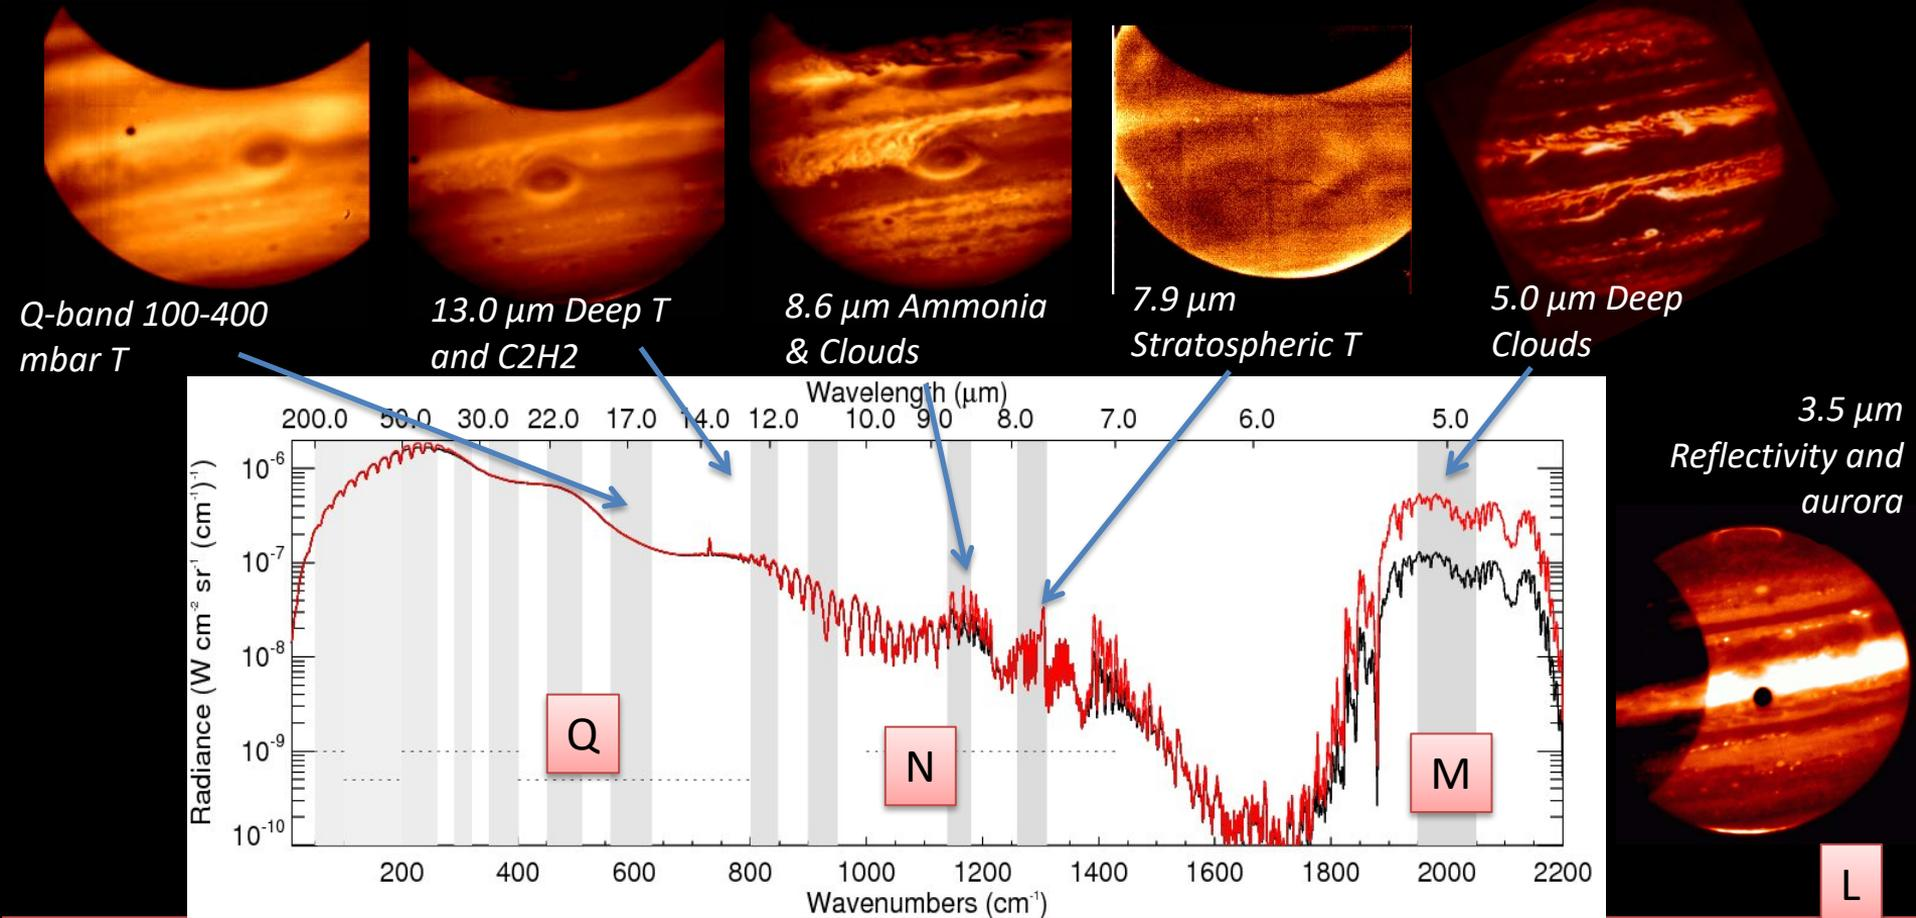 Q-band 100-400
mbar T
13.0 µm Deep T
and C2H2
8.6 µm Ammonia
& Clouds
7.9 µm
Stratospheric T
5.0 µm Deep
Clouds
3.5 µm
Reflectivity and
aurora
Wavelength (μm)
200.0 50.0 30.0 22.0 17.0 14.0 12.0 10.0 9.0 8.0 7.0 6.0 5.0
Radiance (W cm⁻² sr⁻¹ (cm⁻¹)⁻¹)
10⁻⁶
10⁻⁷
10⁻⁸
10⁻⁹
10⁻¹⁰
Q
N
M
L
200 400 600 800 1000 1200 1400 1600 1800 2000 2200
Wavenumbers (cm⁻¹)